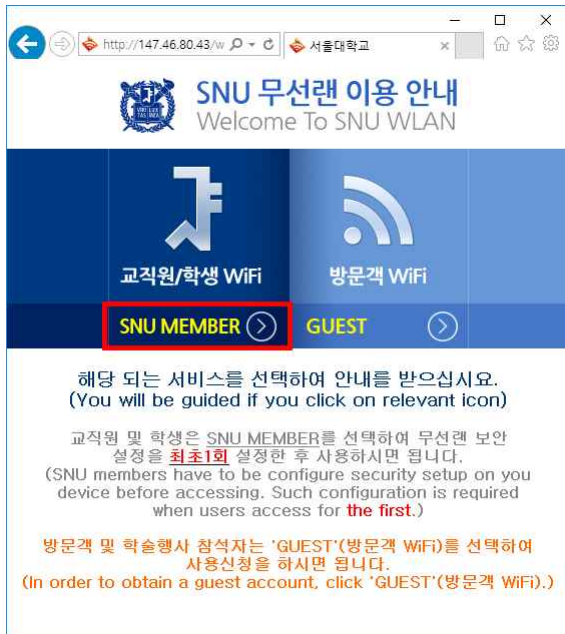 http://147.46.80.43/w
서울대학교
SNU 무선랜 이용 안내
Welcome To SNU WLAN
교직원/학생 WiFi
방문객 WiFi
SNU MEMBER
GUEST
해당 되는 서비스를 선택하여 안내를 받으십시요.
(You will be guided if you click on relevant icon)
교직원 및 학생은 SNU MEMBER를 선택하여 무선랜 보안
설정을 최초1회 설정한 후 사용하시면 됩니다.
(SNU members have to be configure security setup on you
device before accessing. Such configuration is required
when users access for the first.)
방문객 및 학술행사 참석자는 'GUEST'(방문객 WiFi)를 선택하여
사용신청을 하시면 됩니다.
(In order to obtain a guest account, click 'GUEST'(방문객 WiFi).)